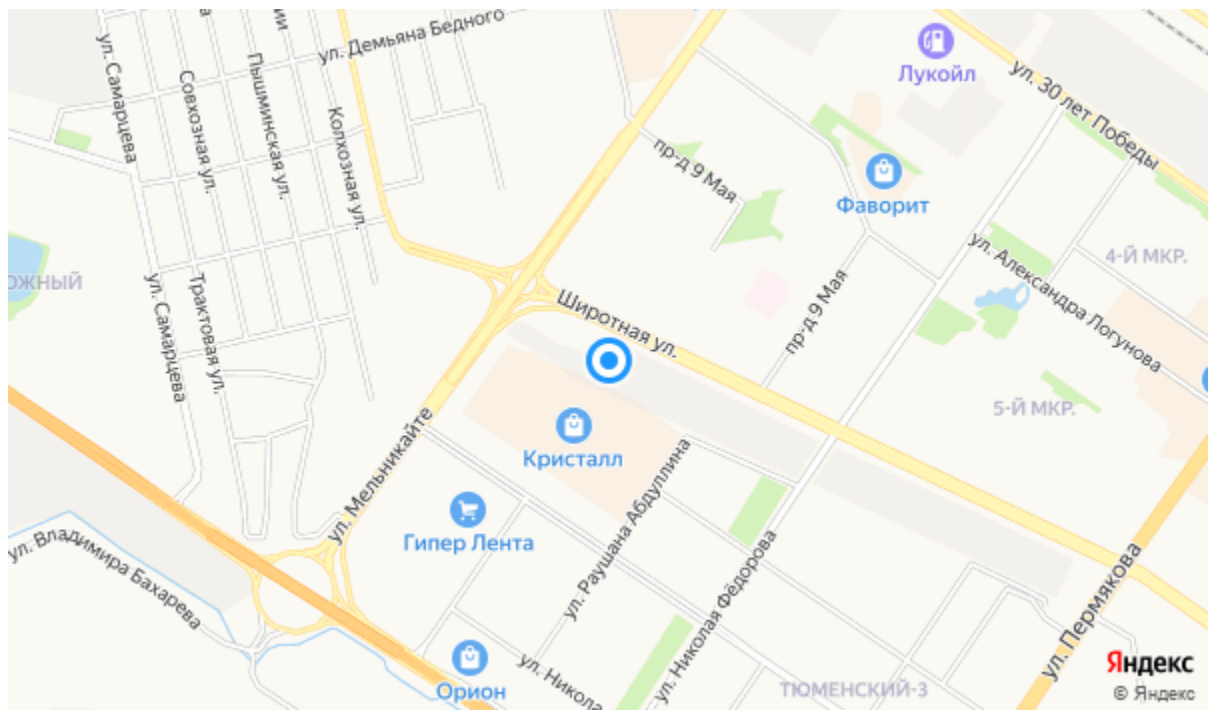 ии
ул. Демьяна Бедного
ул. Самарцева
Совхозная ул.
Пышминская ул.
Колхозная ул.
Лукойл
ул. 30 лет Победы
пр-д 9 Мая
Фаворит
ул. Александра Логунова
4-Й МКР.
ОЖНЫЙ
ул. Самарцева
Трактовая ул.
Широтная ул.
пр-д 9 Мая
5-Й МКР.
Кристалл
ул. Мельникайте
Гипер Лента
ул. Раушана Абдуллина
ул. Владимира Бахарева
ул. Николая Фёдорова
ул. Пермякова
Орион
ул. Никола
ТЮМЕНСКИЙ-3
Яндекс
© Яндекс